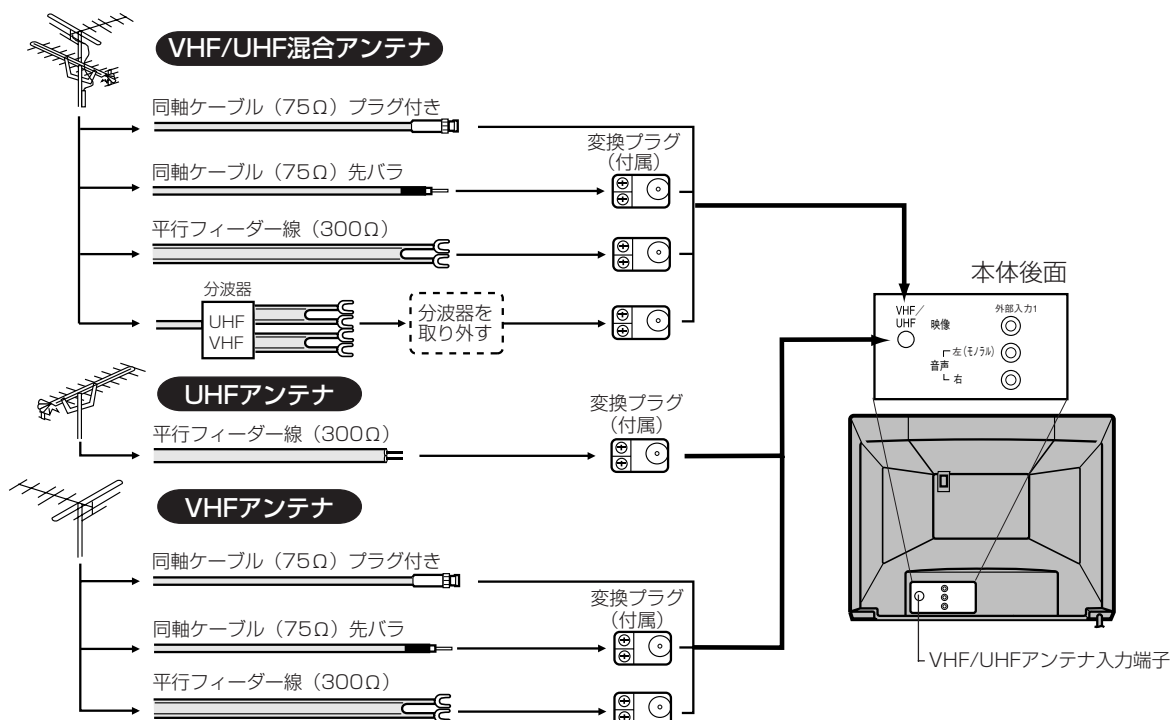 VHF/UHF混合アンテナ
同軸ケーブル（75Ω）プラグ付き
変換プラグ
（付属）
同軸ケーブル（75Ω）先バラ
平行フィーダー線（300Ω）
分波器
UHF
VHF
分波器を
取り外す
UHFアンテナ
平行フィーダー線（300Ω）
変換プラグ
（付属）
VHFアンテナ
同軸ケーブル（75Ω）プラグ付き
変換プラグ
（付属）
同軸ケーブル（75Ω）先バラ
平行フィーダー線（300Ω）
本体後面
VHF/
UHF
映像
外部入力1
左(モノラル)
音声
右
VHF/UHFアンテナ入力端子